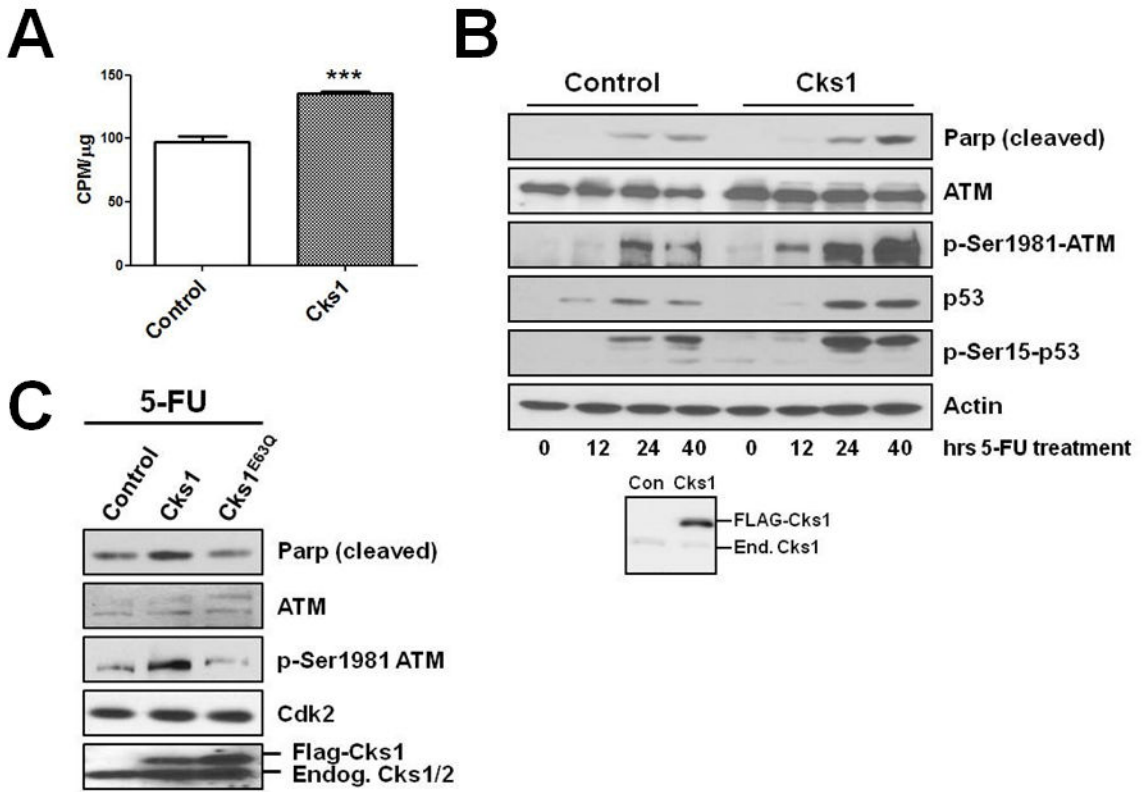 A
150
100
50
0
CPM/µg
***
Control
Cks1
B
Control Cks1
Parp (cleaved)
ATM
p-Ser1981-ATM
p53
p-Ser15-p53
Actin
0 12 24 40 0 12 24 40 hrs 5-FU treatment
Con Cks1
FLAG-Cks1
End. Cks1
C
5-FU
Control
Cks1
Cks1E63Q
Parp (cleaved)
ATM
p-Ser1981 ATM
Cdk2
Flag-Cks1
Endog. Cks1/2